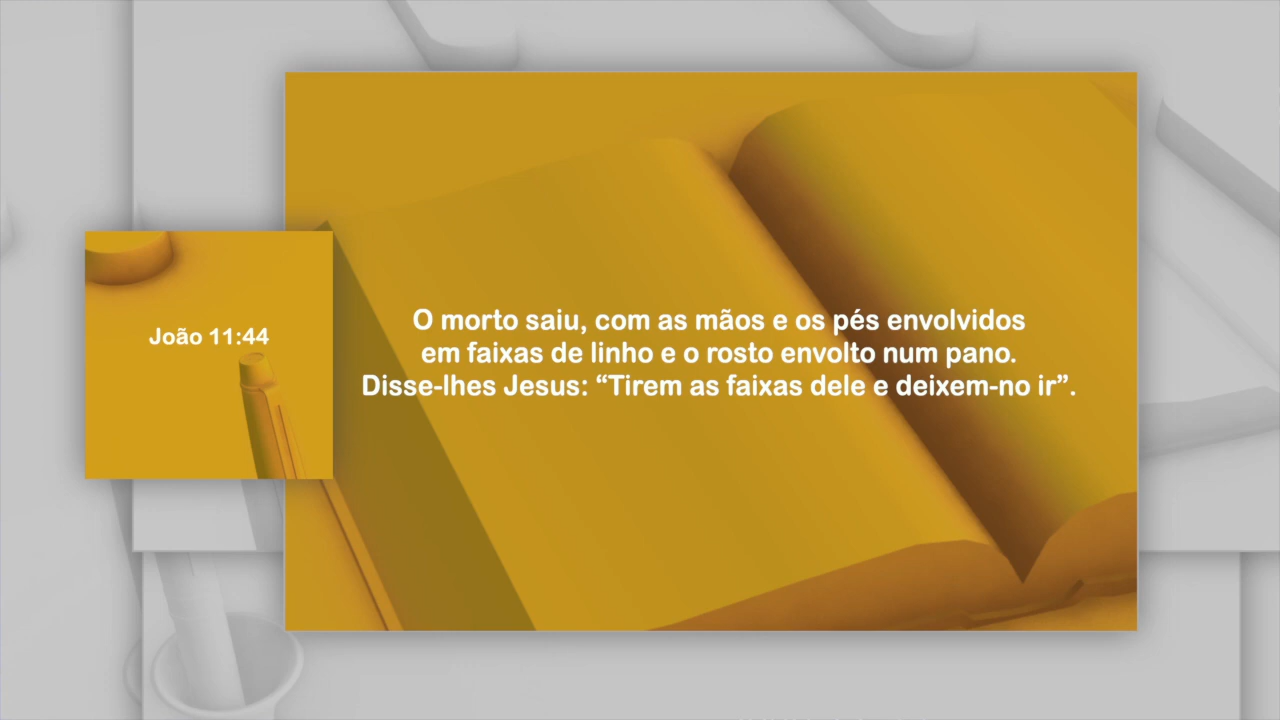 João 11:44
O morto saiu, com as mãos e os pés envolvidos
em faixas de linho e o rosto envolto num pano.
Disse-lhes Jesus: “Tirem as faixas dele e deixem-no ir”.